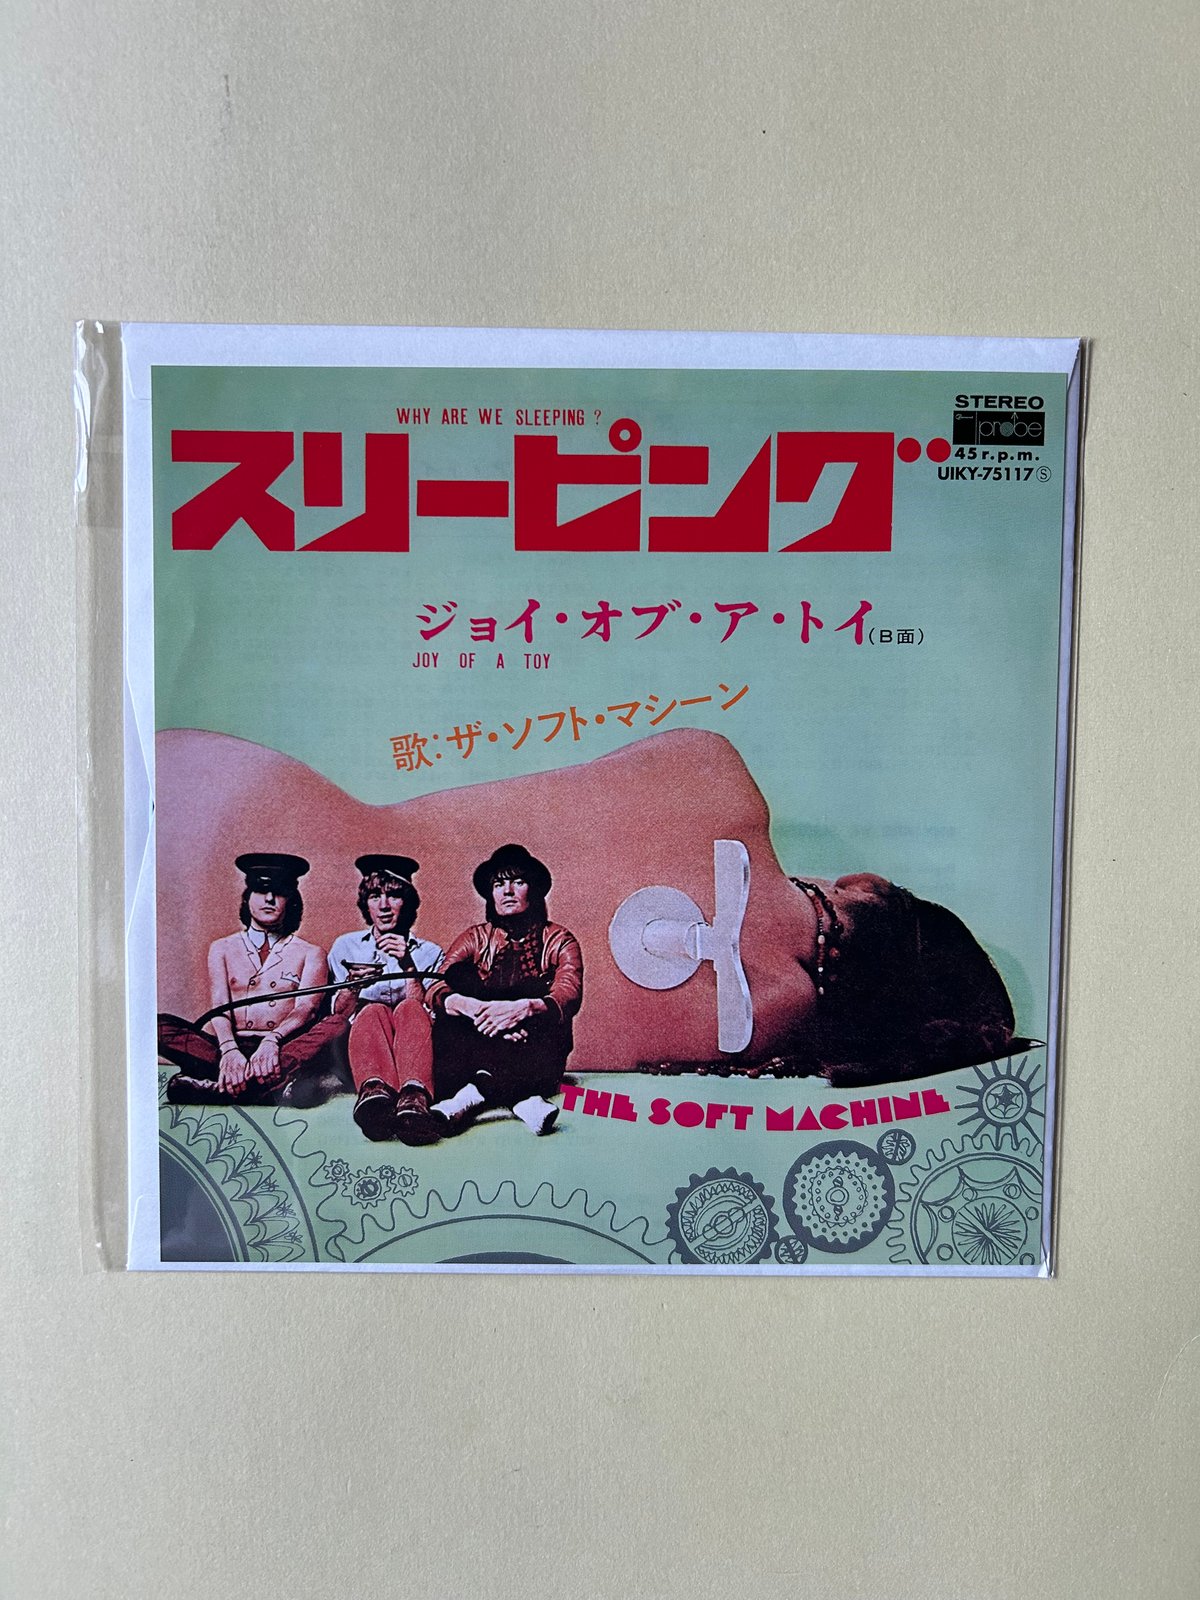 WHY ARE WE SLEEPING ?
スリーピング
STEREO
probe
45 r.p.m.
UIKY-75117Ⓢ
ジョイ・オブ・ア・トイ(B面)
JOY OF A TOY
歌:ザ・ソフト・マシーン
THE SOFT MACHINE